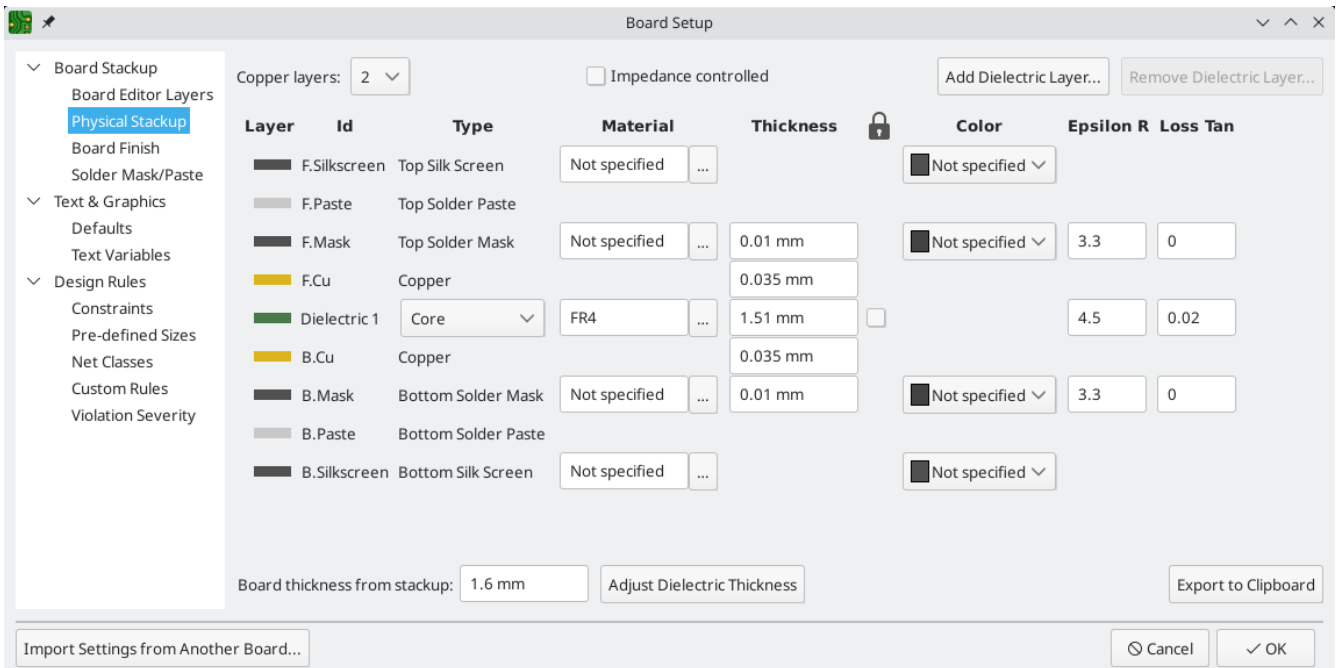 Board Setup
Board Stackup
Board Editor Layers
Physical Stackup
Board Finish
Solder Mask/Paste
Text & Graphics
Defaults
Text Variables
Design Rules
Constraints
Pre-defined Sizes
Net Classes
Custom Rules
Violation Severity
Copper layers: 2 Impedance controlled Add Dielectric Layer... Remove Dielectric Layer...
Layer Id Type Material Thickness Color Epsilon R Loss Tan
F.Silkscreen Top Silk Screen Not specified ... Not specified
F.Paste Top Solder Paste
F.Mask Top Solder Mask Not specified ... 0.01 mm Not specified 3.3 0
F.Cu Copper 0.035 mm
Dielectric 1 Core FR4 ... 1.51 mm 4.5 0.02
B.Cu Copper 0.035 mm
B.Mask Bottom Solder Mask Not specified ... 0.01 mm Not specified 3.3 0
B.Paste Bottom Solder Paste
B.Silkscreen Bottom Silk Screen Not specified ... Not specified
Board thickness from stackup: 1.6 mm Adjust Dielectric Thickness Export to Clipboard
Import Settings from Another Board... Cancel OK